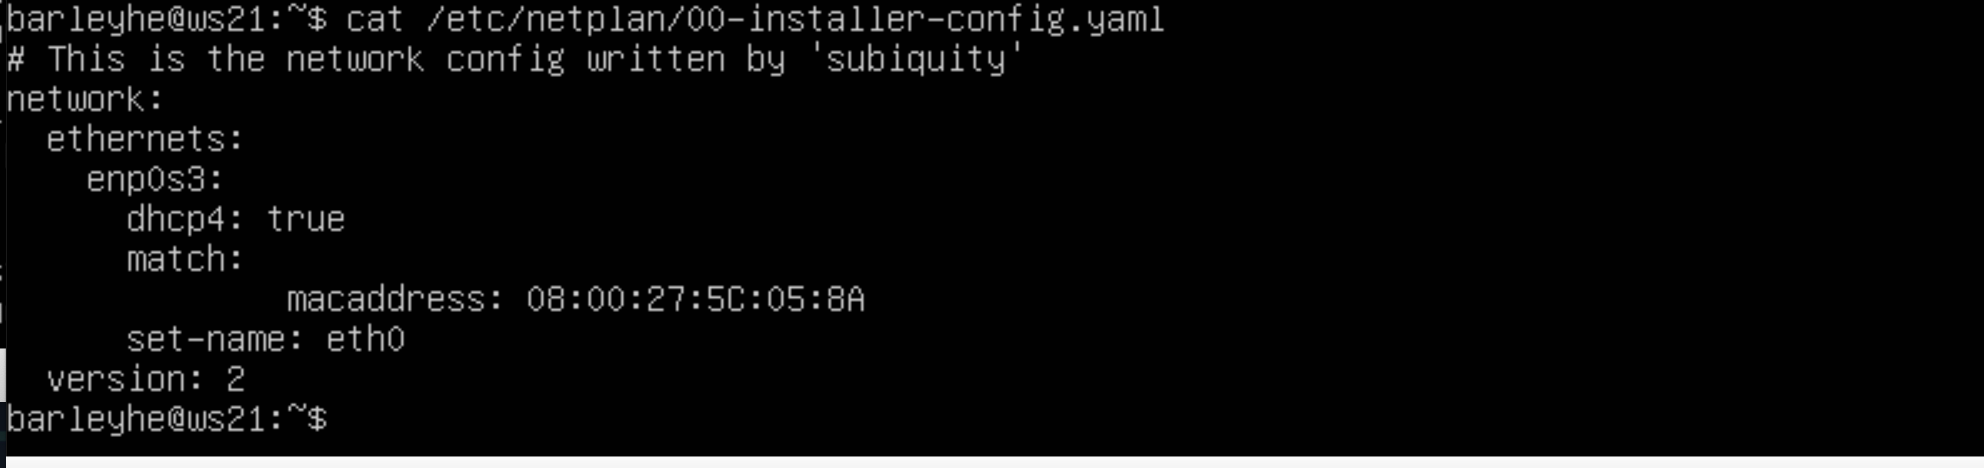 barleyhe@ws21:~$ cat /etc/netplan/00-installer-config.yaml
# This is the network config written by 'subiquity'
network:
  ethernets:
    enp0s3:
      dhcp4: true
      match:
              macaddress: 08:00:27:5C:05:8A
      set-name: eth0
  version: 2
barleyhe@ws21:~$